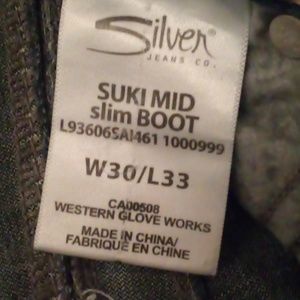 Silver
JEANS CO.
SUKI MID
slim BOOT
L93606SAI461 1000999
W30/L33
CA00508
WESTERN GLOVE WORKS
MADE IN CHINA/
FABRIQUÉ EN CHINE